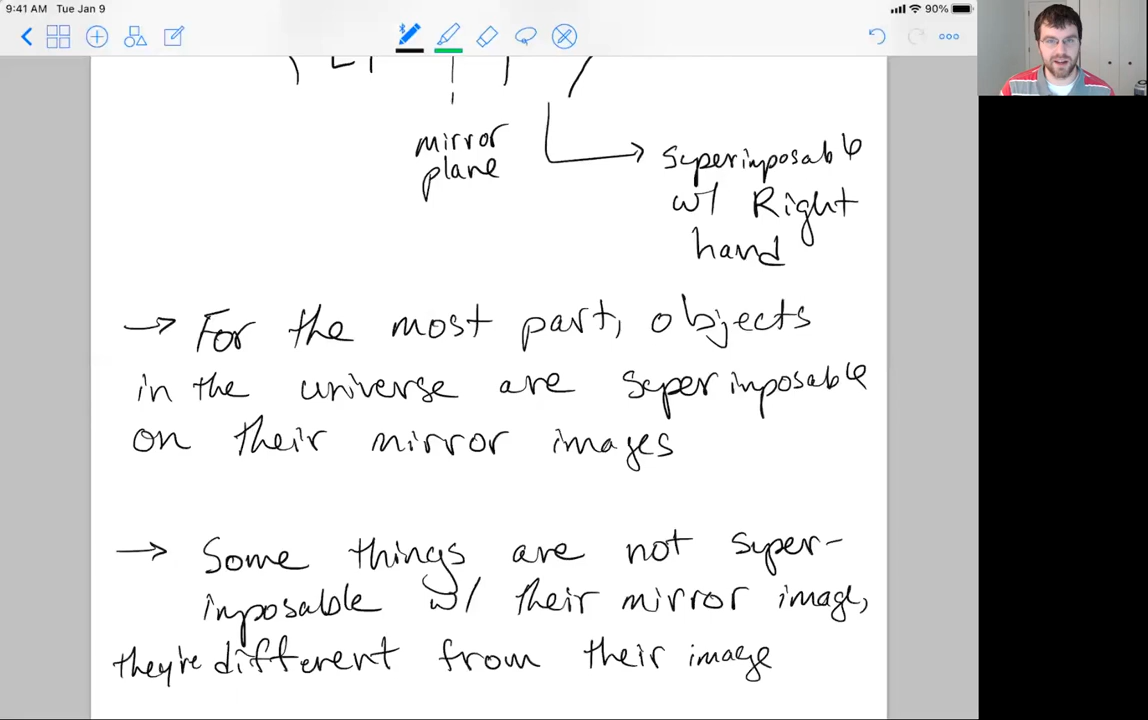 9:41 AM Tue Jan 9
90%
mirror
plane
superimposable
w/ Right
hand
→ For the most part, objects
in the universe are superimposable
on their mirror images
→ Some things are not super-
imposable w/ their mirror image,
they're different from their image